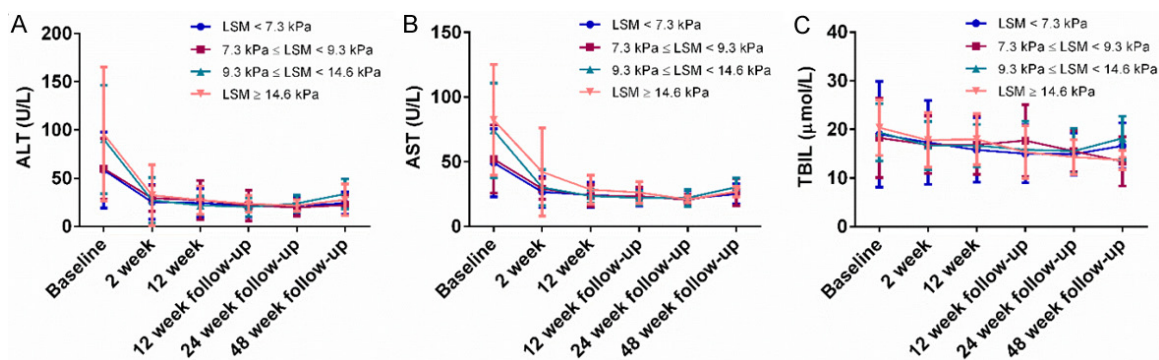 A
ALT (U/L)
200
150
100
50
0
LSM < 7.3 kPa
7.3 kPa ≤ LSM < 9.3 kPa
9.3 kPa ≤ LSM < 14.6 kPa
LSM ≥ 14.6 kPa
Baseline
2 week
12 week
12 week follow-up
24 week follow-up
48 week follow-up
B
AST (U/L)
150
100
50
0
LSM < 7.3 kPa
7.3 kPa ≤ LSM < 9.3 kPa
9.3 kPa ≤ LSM < 14.6 kPa
LSM ≥ 14.6 kPa
Baseline
2 week
12 week
12 week follow-up
24 week follow-up
48 week follow-up
C
TBIL (μmol/L)
40
30
20
10
0
LSM < 7.3 kPa
7.3 kPa ≤ LSM < 9.3 kPa
9.3 kPa ≤ LSM < 14.6 kPa
LSM ≥ 14.6 kPa
Baseline
2 week
12 week
12 week follow-up
24 week follow-up
48 week follow-up